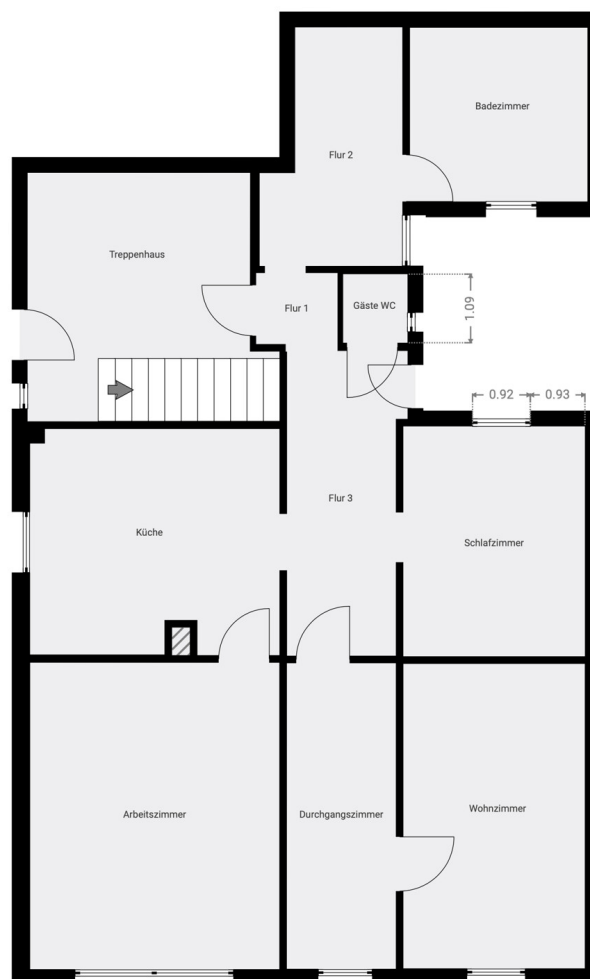 Badezimmer
Flur 2
Treppenhaus
Flur 1
Gäste WC
1.09
0.92
0.93
Flur 3
Küche
Schlafzimmer
Arbeitszimmer
Durchgangszimmer
Wohnzimmer